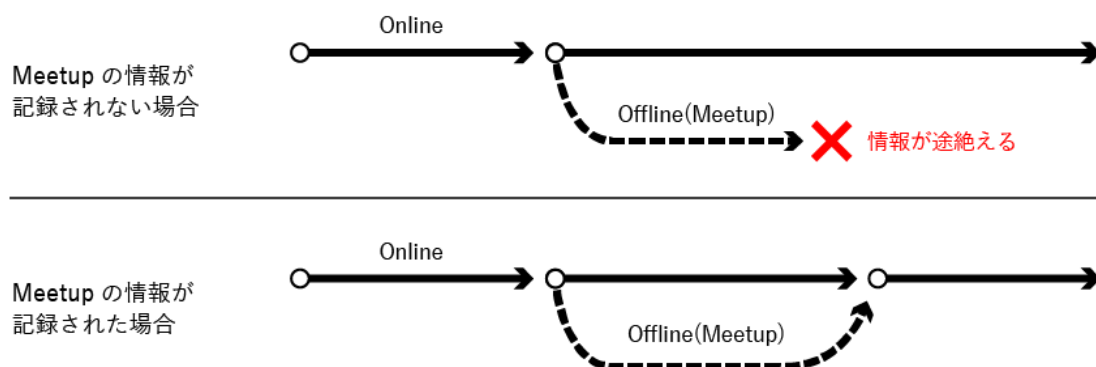 Online
Meetup の情報が
記録されない場合
Offline(Meetup)
情報が途絶える
Online
Meetup の情報が
記録された場合
Offline(Meetup)